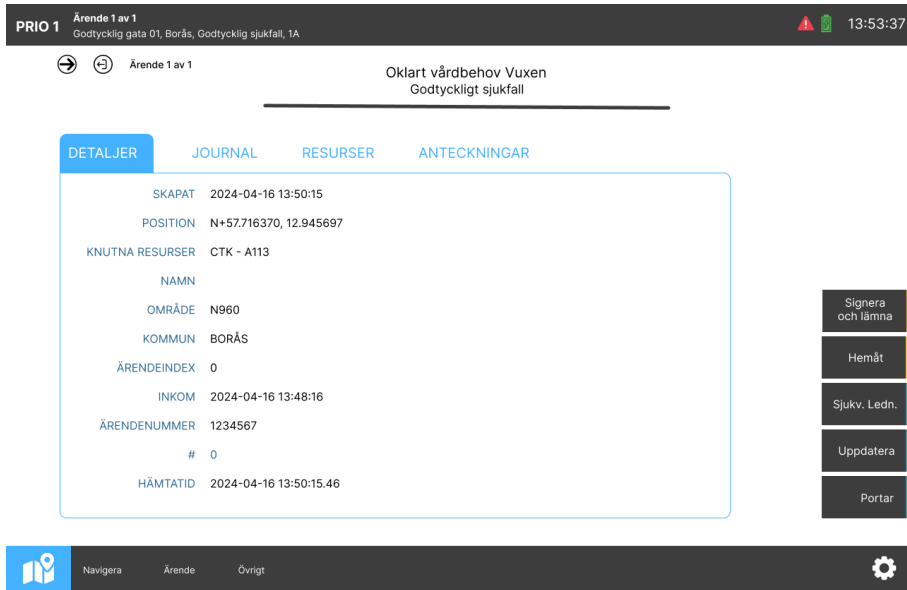 PRIO 1
Ärende 1 av 1
Godtycklig gata 01, Borås, Godtycklig sjukfall, 1A
13:53:37
Ärende 1 av 1
Oklart vårdbehov Vuxen
Godtyckligt sjukfall
DETALJER JOURNAL RESURSER ANTECKNINGAR
SKAPAT 2024-04-16 13:50:15
POSITION N+57.716370, 12.945697
KNUTNA RESURSER CTK - A113
NAMN
OMRÅDE N960
KOMMUN BORÅS
ÄRENDEINDEX 0
INKOM 2024-04-16 13:48:16
ÄRENDENUMMER 1234567
# 0
HÄMTATID 2024-04-16 13:50:15.46
Signera
och lämna
Hemåt
Sjukv. Ledn.
Uppdatera
Portar
Navigera Ärende Övrigt